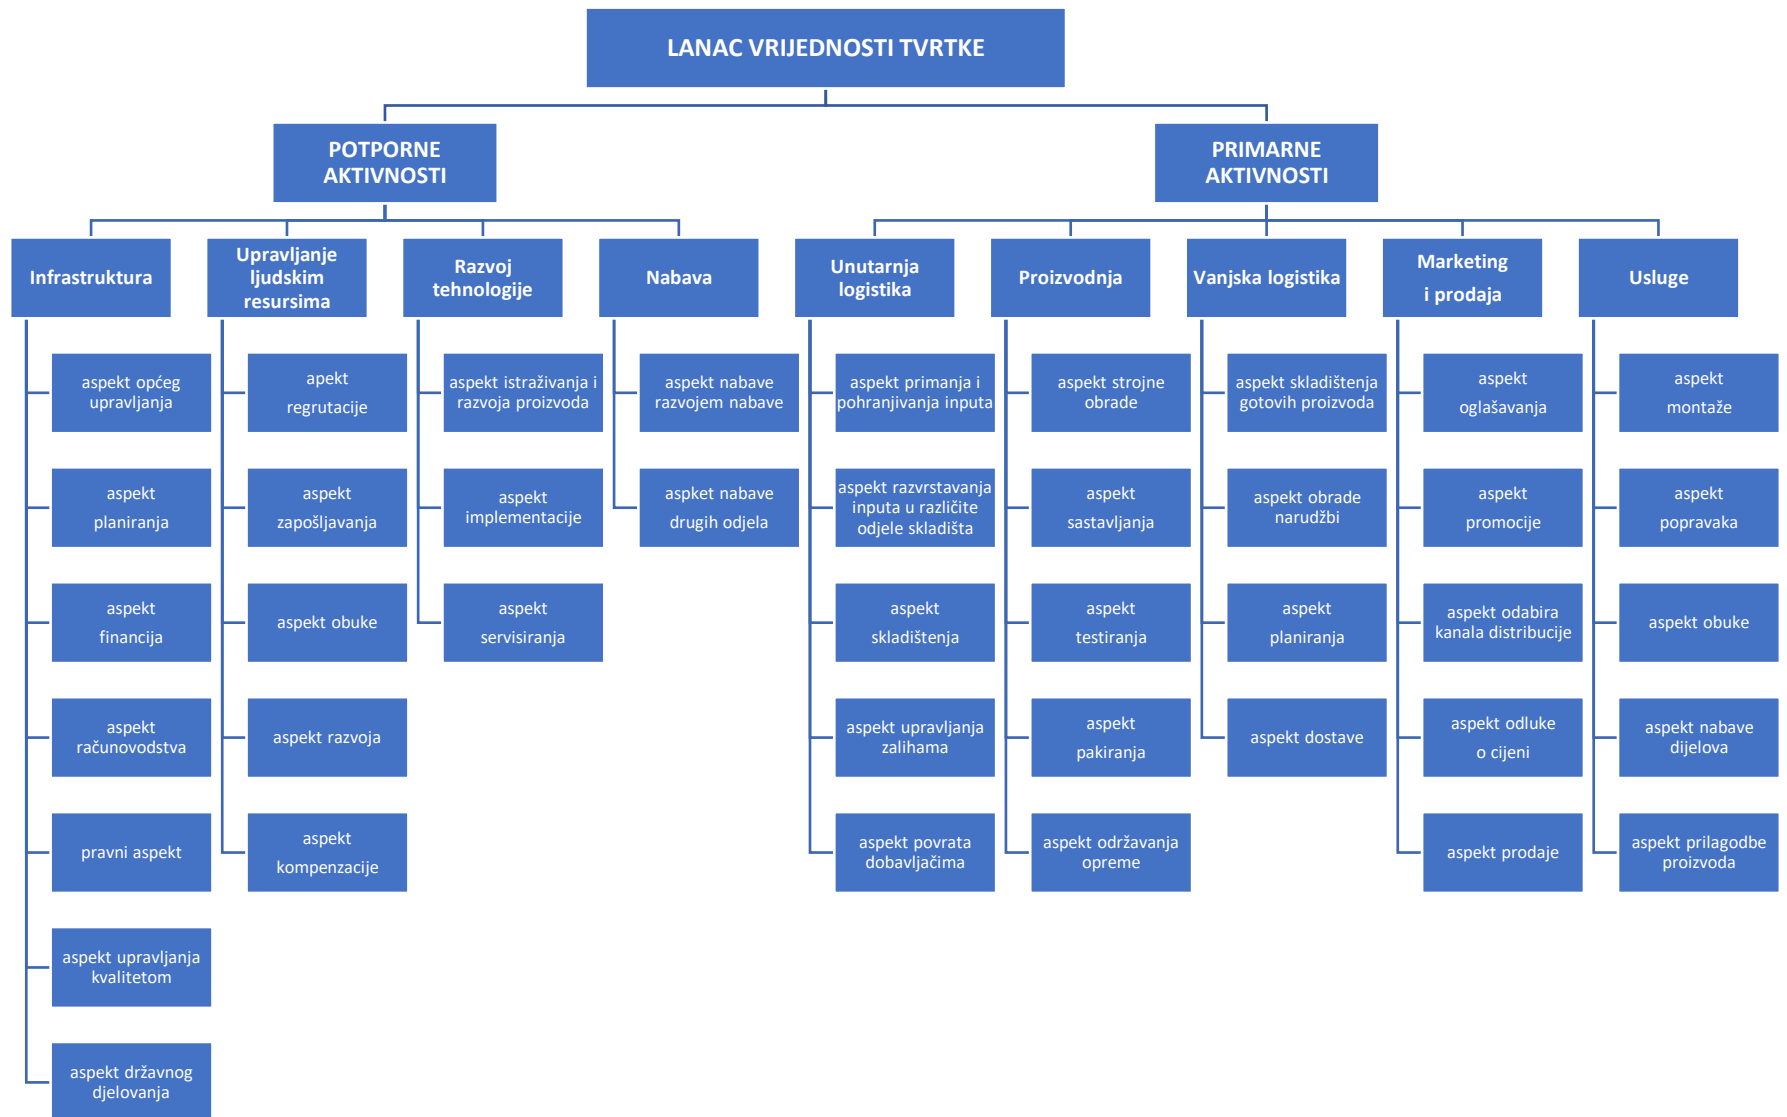 LANAC VRIJEDNOSTI TVRTKE
POTPORNE
AKTIVNOSTI
PRIMARNE
AKTIVNOSTI
Infrastruktura
Upravljanje
ljudskim
resursima
Razvoj
tehnologije
Nabava
Unutarnja
logistika
Proizvodnja
Vanjska logistika
Marketing
i prodaja
Usluge
aspekt općeg
upravljanja
aspekt
planiranja
aspekt
financija
aspekt
računovodstva
pravni aspekt
aspekt upravljanja
kvalitetom
aspekt državnog
djelovanja
apekt
regrutacije
aspekt
zapošljavanja
aspekt obuke
aspekt razvoja
aspekt
kompenzacije
aspekt istraživanja i
razvoja proizvoda
aspekt
implementacije
aspekt
servisiranja
aspekt nabave
razvojem nabave
aspket nabave
drugih odjela
aspekt primanja i
pohranjivanja inputa
aspekt razvrstavanja
inputa u različite
odjele skladišta
aspekt
skladištenja
aspekt upravljanja
zalihama
aspekt povrata
dobavljačima
aspekt strojne
obrade
aspekt
sastavljanja
aspekt
testiranja
aspekt
pakiranja
aspekt održavanja
opreme
aspekt skladištenja
gotovih proizvoda
aspekt obrade
narudžbi
aspekt
planiranja
aspekt dostave
aspekt
oglašavanja
aspekt
promocije
aspekt odabira
kanala distribucije
aspekt odluke
o cijeni
aspekt prodaje
aspekt
montaže
aspekt
popravaka
aspekt obuke
aspekt nabave
dijelova
aspekt prilagodbe
proizvoda